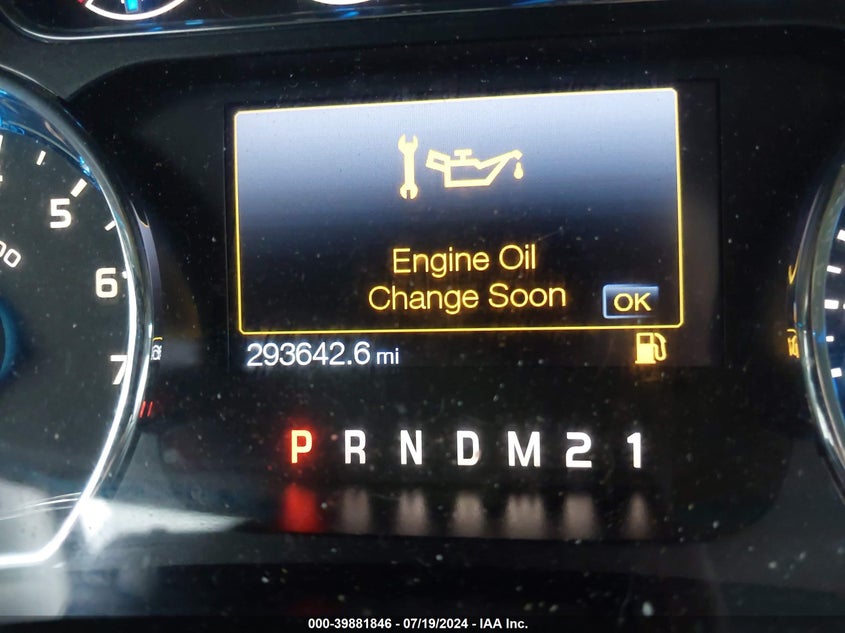 5
6
7
Engine Oil
Change Soon
OK
293642.6 mi
P R N D M 2 1
000-39881846 - 07/19/2024 - IAA Inc.